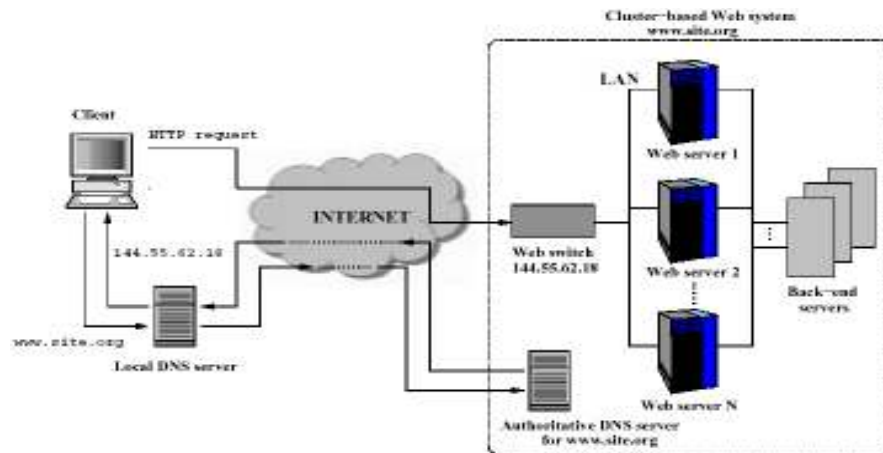 Cluster-based Web system
www.site.org
LAN
Client
HTTP request
Web server 1
INTERNET
Web switch
144.55.62.18
Web server 2
144.55.62.18
Back-end
servers
www.site.org
Local DNS server
Web server N
Authoritative DNS server
for www.site.org